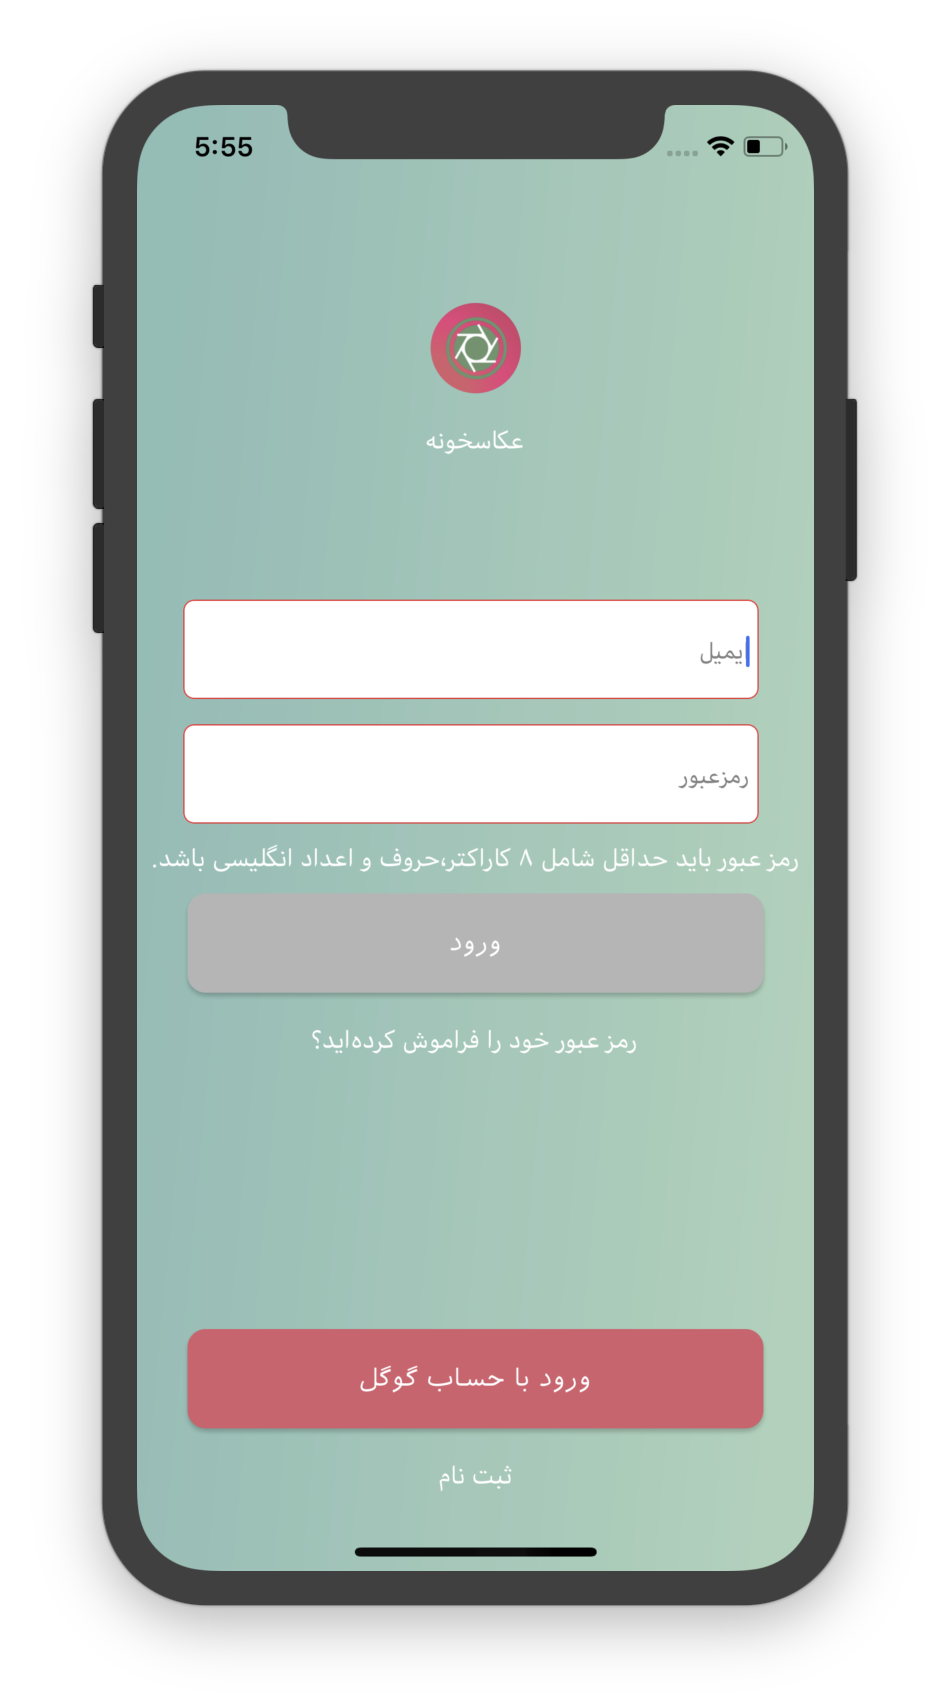 5:55
عکاسخونه
یمیل
رمزعبور
رمز عبور باید حداقل شامل ۸ کاراکتر،حروف و اعداد انگلیسی باشد.
ورود
رمز عبور خود را فراموش کرده‌اید؟
ورود با حساب گوگل
ثبت نام